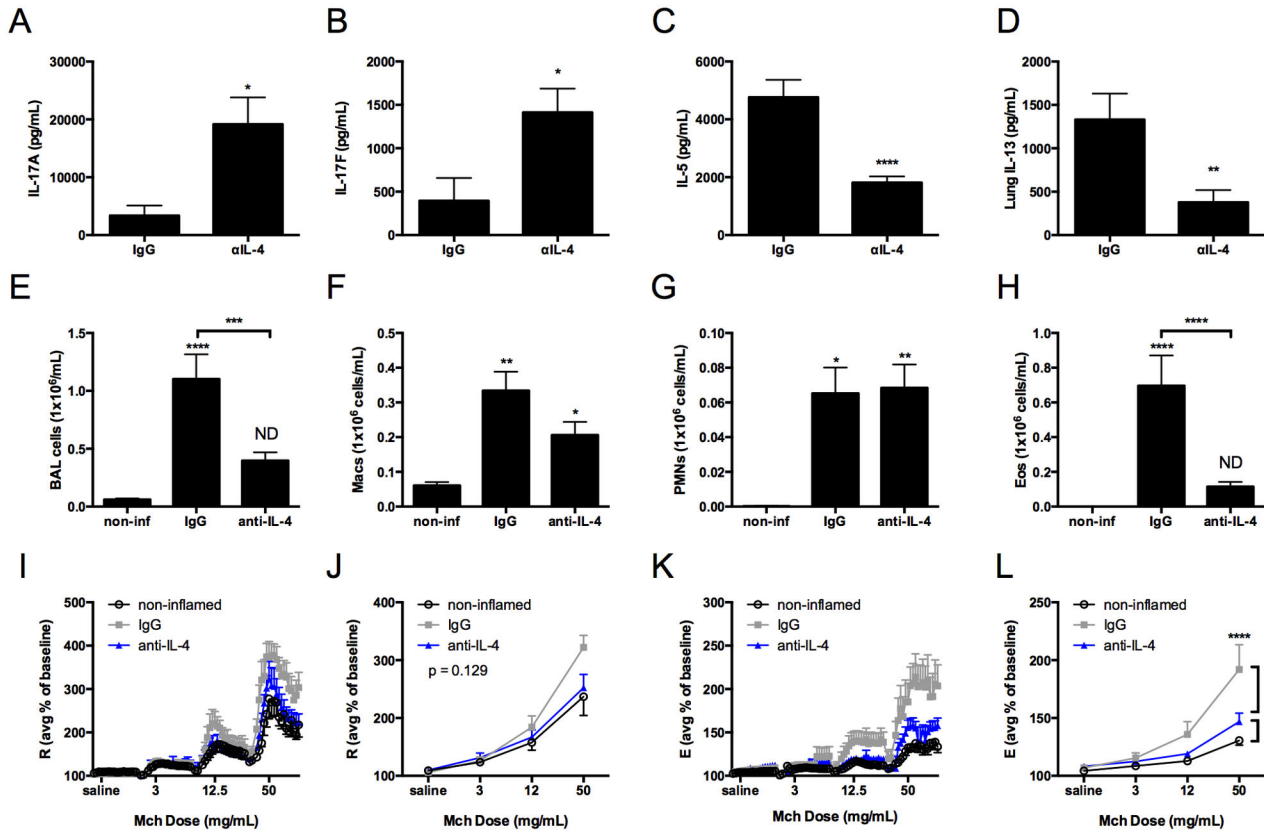 A
30000
20000
10000
0
IL-17A (pg/mL)
*
IgG
αIL-4
B
2000
1500
1000
500
0
IL-17F (pg/mL)
*
IgG
αIL-4
C
6000
4000
2000
0
IL-5 (pg/mL)
****
IgG
αIL-4
D
2000
1500
1000
500
0
Lung IL-13 (pg/mL)
**
IgG
αIL-4
E
1.5
1.0
0.5
0.0
BAL cells (1x10⁶/mL)
***
****
ND
non-inf
IgG
anti-IL-4
F
0.5
0.4
0.3
0.2
0.1
0.0
Macs (1x10⁶ cells/mL)
**
*
non-inf
IgG
anti-IL-4
G
0.10
0.08
0.06
0.04
0.02
0.00
PMNs (1x10⁶ cells/mL)
*
**
non-inf
IgG
anti-IL-4
H
1.0
0.8
0.6
0.4
0.2
0.0
Eos (1x10⁶ cells/mL)
****
****
ND
non-inf
IgG
anti-IL-4
I
500
400
300
200
100
R (avg % of baseline)
non-inflamed
IgG
anti-IL-4
saline
3
12.5
50
Mch Dose (mg/mL)
J
400
300
200
100
R (avg % of baseline)
non-inflamed
IgG
anti-IL-4
p = 0.129
saline
3
12
50
Mch Dose (mg/mL)
K
300
250
200
150
100
E (avg % of baseline)
non-inflamed
IgG
anti-IL-4
saline
3
12.5
50
Mch Dose (mg/mL)
L
250
200
150
100
E (avg % of baseline)
non-inflamed
IgG
anti-IL-4
****
saline
3
12
50
Mch Dose (mg/mL)